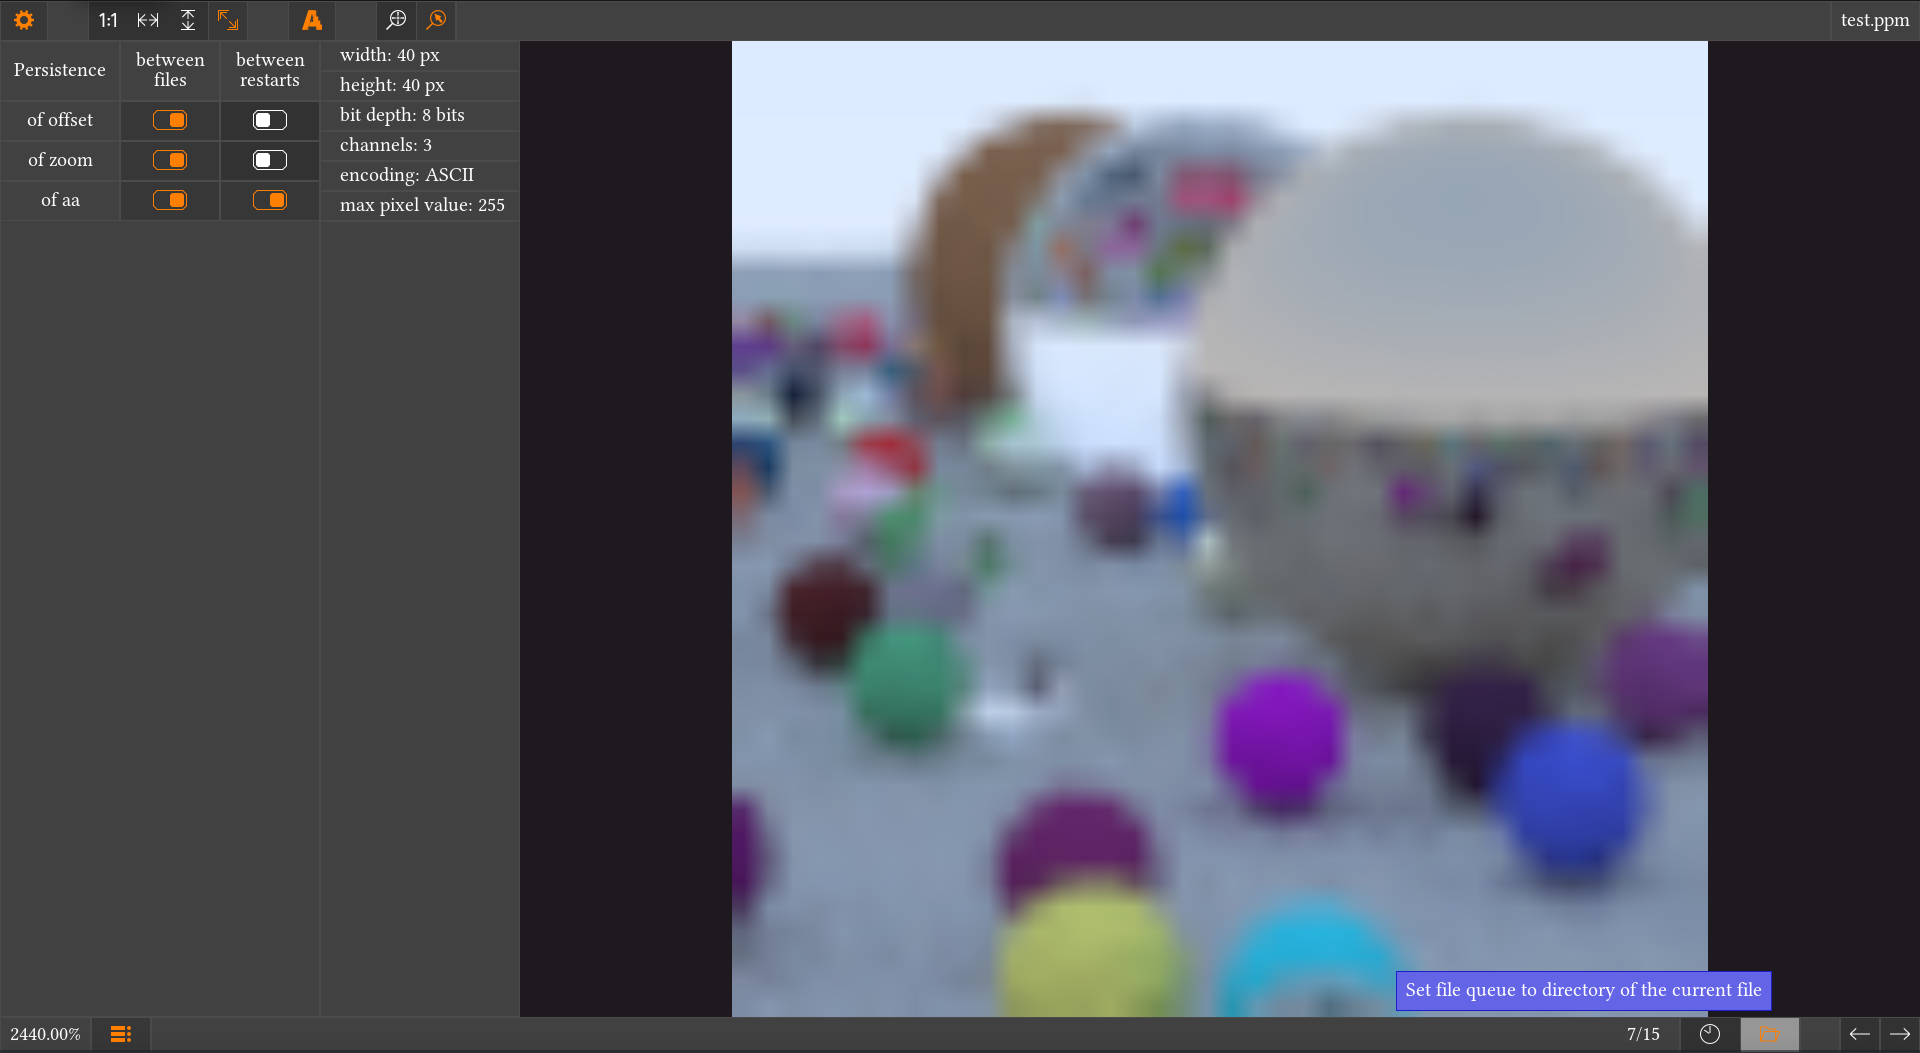 1:1
A
test.ppm
Persistence
between files
between restarts
of offset
of zoom
of aa
width: 40 px
height: 40 px
bit depth: 8 bits
channels: 3
encoding: ASCII
max pixel value: 255
Set file queue to directory of the current file
2440.00%
7/15